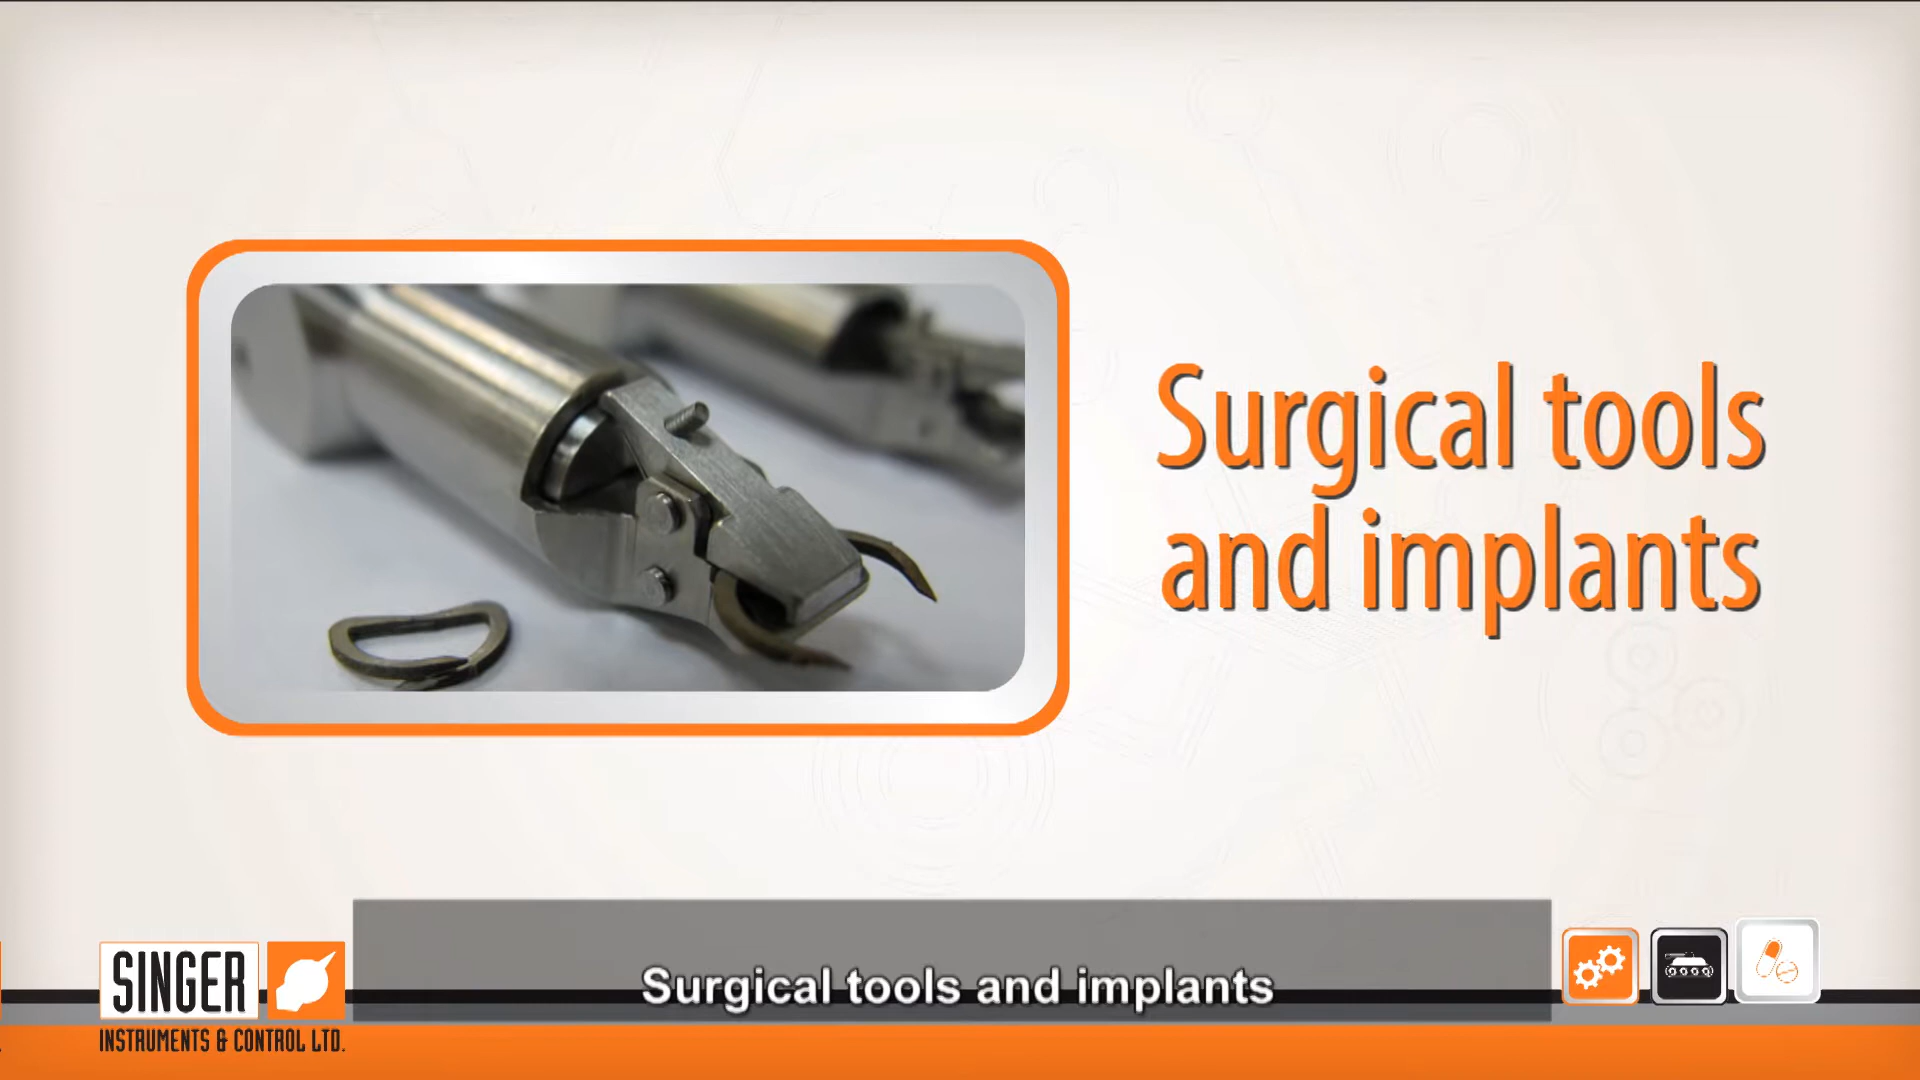 Surgical tools
and implants
Surgical tools and implants
SINGER
INSTRUMENTS & CONTROL LTD.